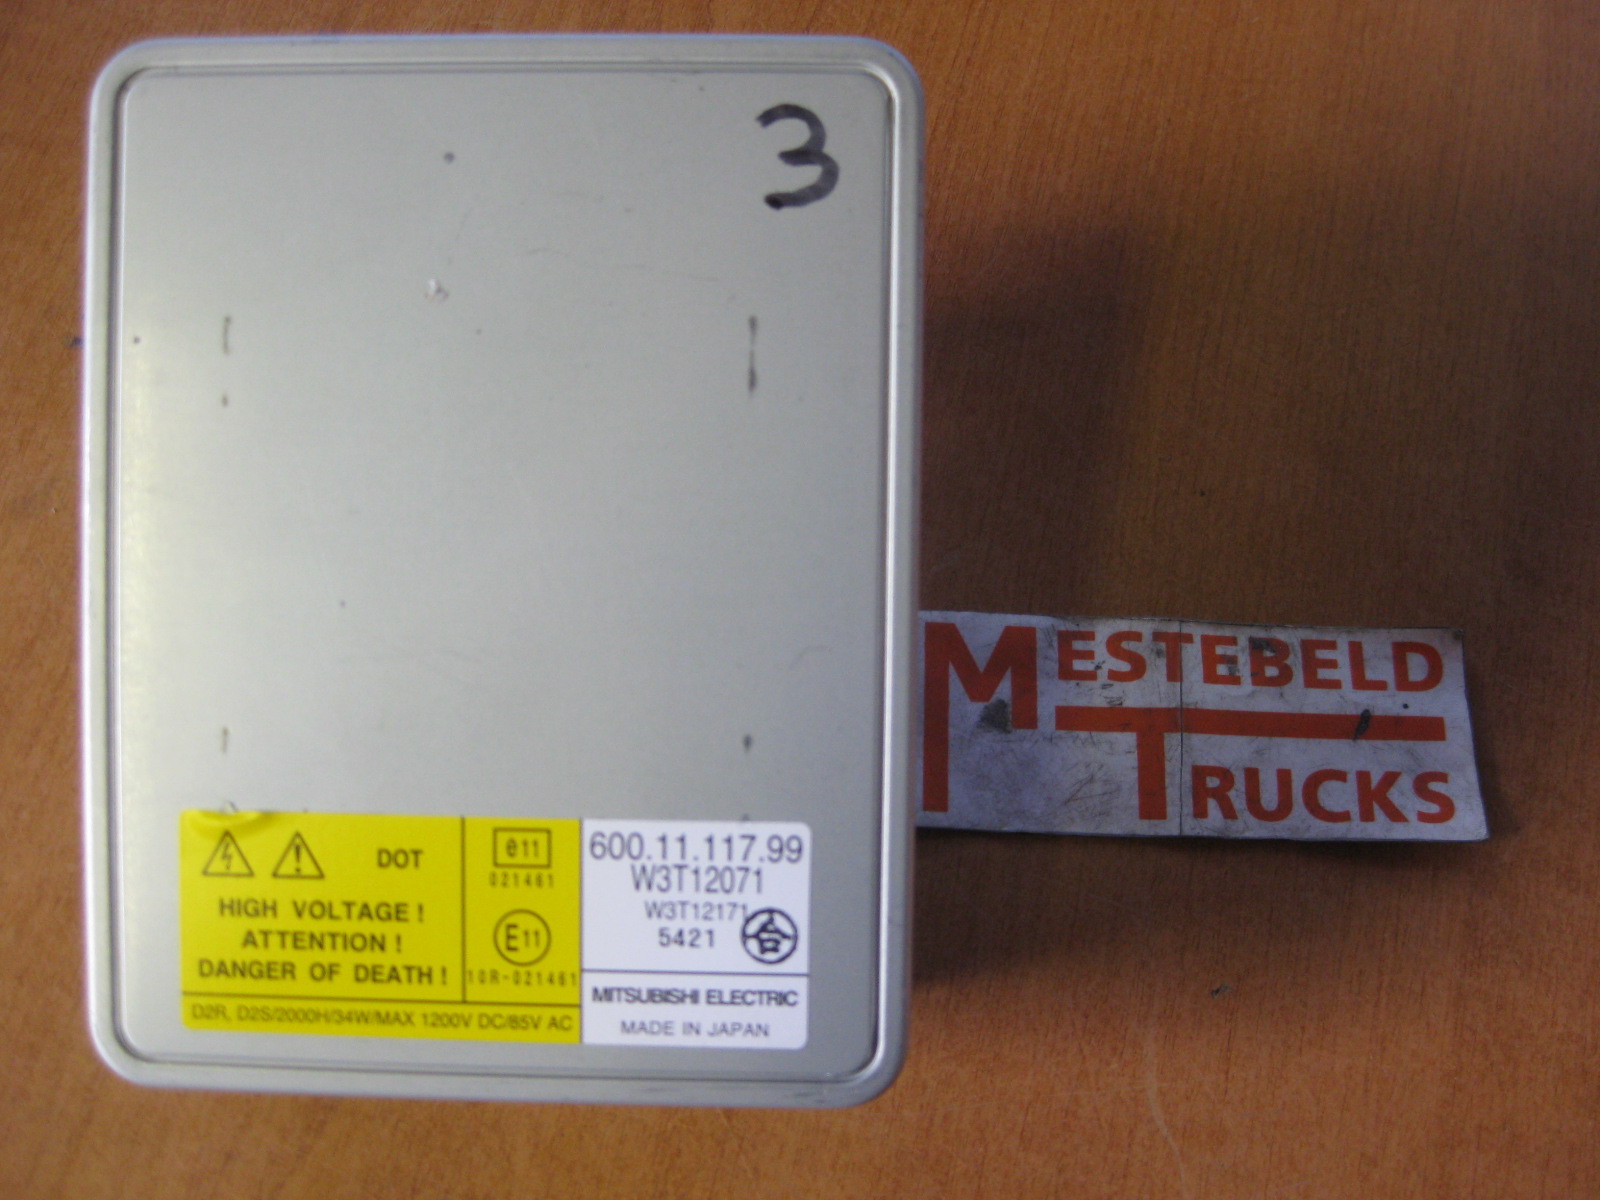 3
DOT
HIGH VOLTAGE !
ATTENTION !
DANGER OF DEATH !
e11
021461
E11
10R-021461
D2R, D2S/2000H/34W/MAX 1200V DC/85V AC
600.11.117.99
W3T12071
W3T12171
5421
合
MITSUBISHI ELECTRIC
MADE IN JAPAN
MESTEBELD
TRUCKS